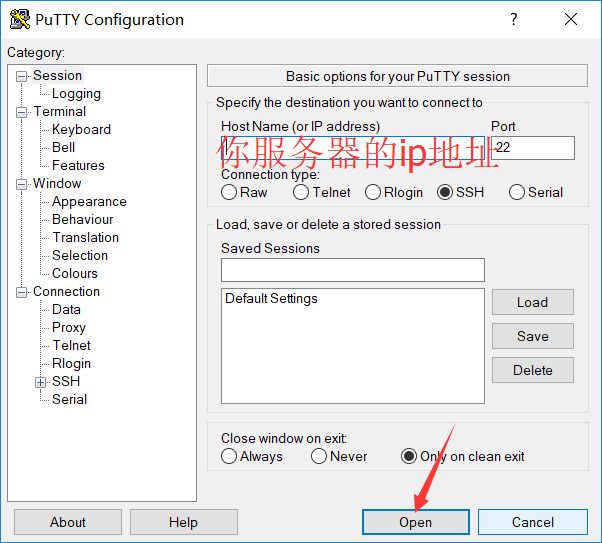 PuTTY Configuration
?
Category:
Session
Logging
Terminal
Keyboard
Bell
Features
Window
Appearance
Behaviour
Translation
Selection
Colours
Connection
Data
Proxy
Telnet
Rlogin
SSH
Serial
Basic options for your PuTTY session
Specify the destination you want to connect to
Host Name (or IP address) Port
你服务器的ip地址 22
Connection type:
Raw Telnet Rlogin SSH Serial
Load, save or delete a stored session
Saved Sessions
Default Settings
Load
Save
Delete
Close window on exit:
Always Never Only on clean exit
About Help Open Cancel